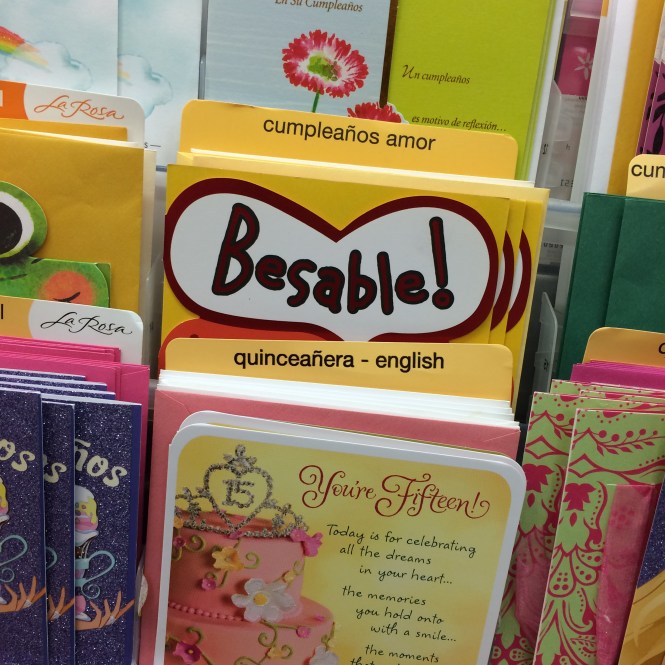 En Su Cumpleaños
Un cumpleaños
es motivo de reflexión...
La Rosa
cumpleaños amor
Besable!
La Rosa
quinceañera - english
15
You're Fifteen!
Today is for celebrating
all the dreams
in your heart...
the memories
you hold onto
with a smile...
the moments